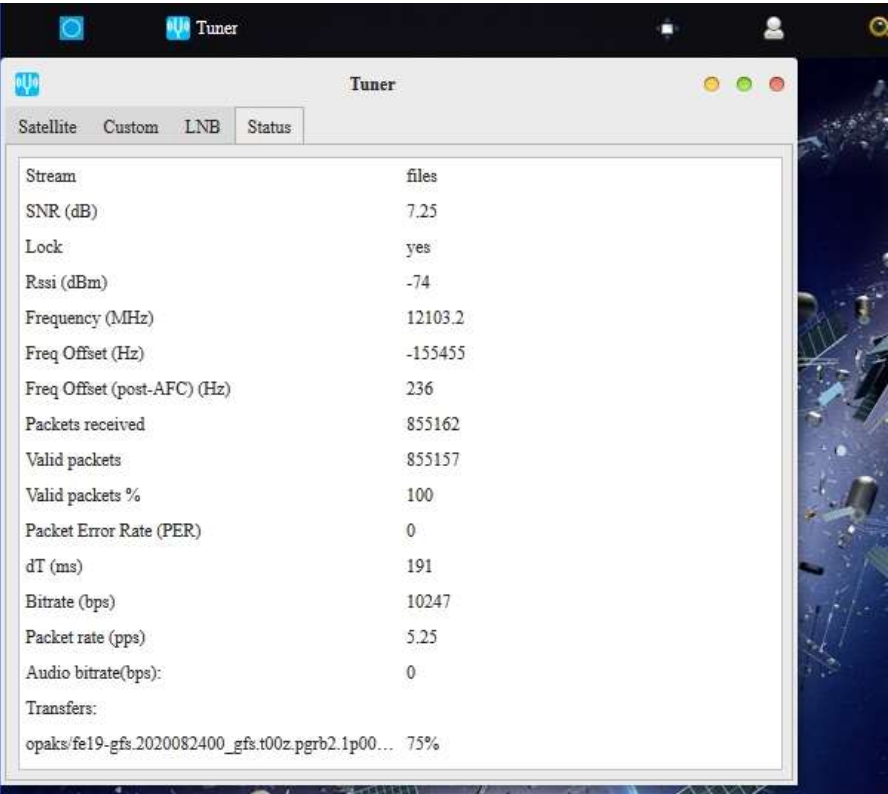 Tuner
Tuner
Satellite Custom LNB Status
Stream files
SNR (dB) 7.25
Lock yes
Rssi (dBm) -74
Frequency (MHz) 12103.2
Freq Offset (Hz) -155455
Freq Offset (post-AFC) (Hz) 236
Packets received 855162
Valid packets 855157
Valid packets % 100
Packet Error Rate (PER) 0
dT (ms) 191
Bitrate (bps) 10247
Packet rate (pps) 5.25
Audio bitrate(bps): 0
Transfers:
opaks/fe19-gfs.2020082400_gfs.t00z.pgrb2.1p00... 75%